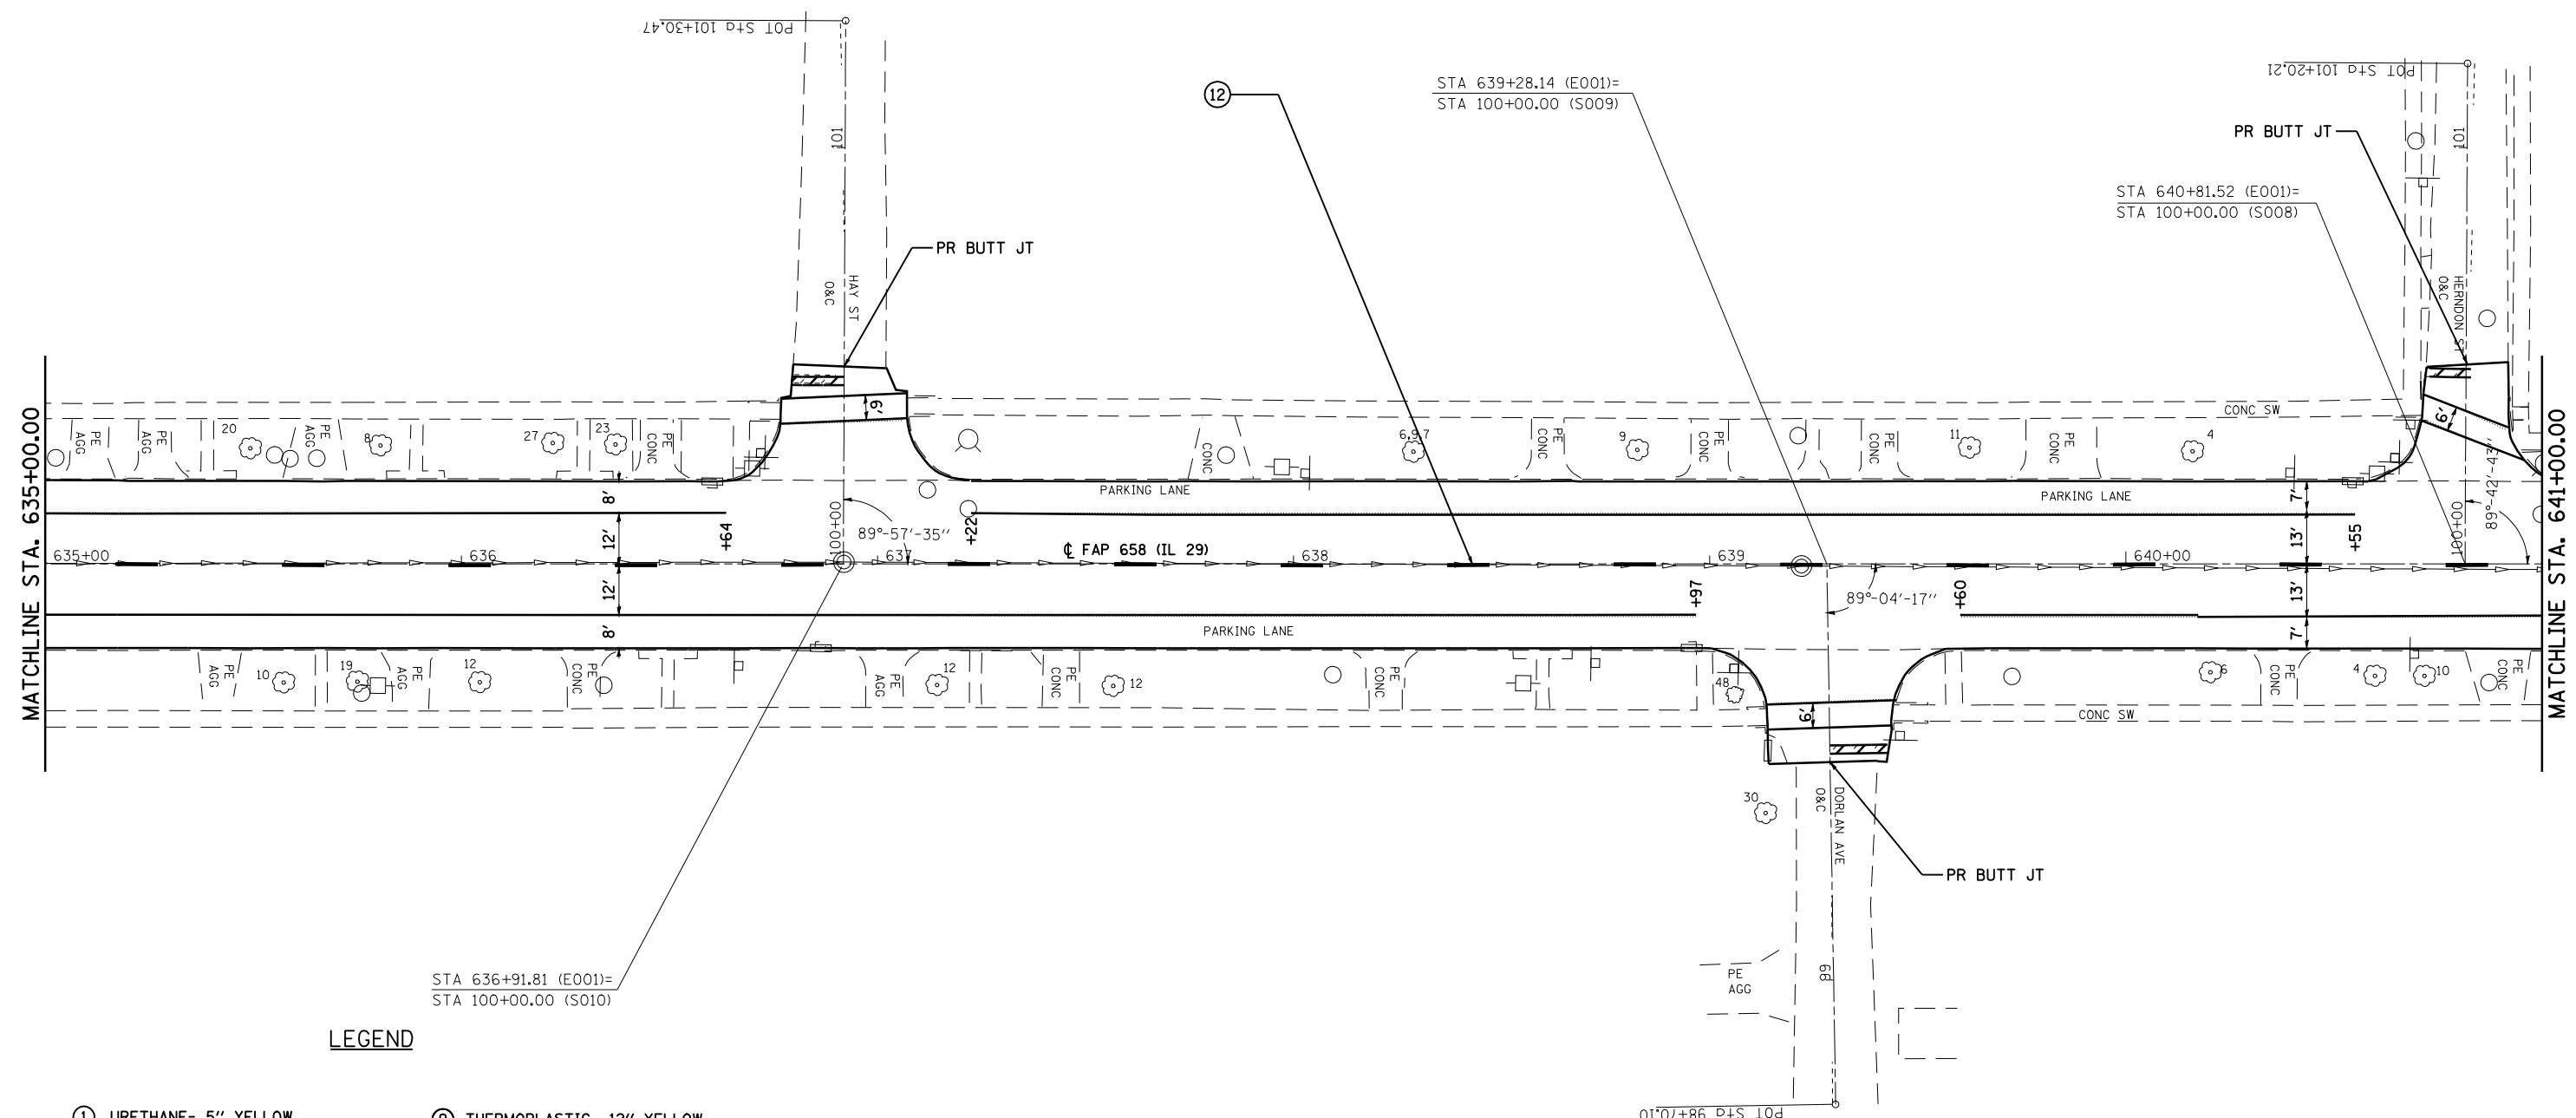 POT Sta 101+30.47
101
HAY ST
O&C
PR BUTT JT
12
STA 639+28.14 (E001)=
STA 100+00.00 (S009)
POT Sta 101+20.21
101
PR BUTT JT
STA 640+81.52 (E001)=
STA 100+00.00 (S008)
HERNDON ST
O&C
MATCHLINE STA. 635+00.00
MATCHLINE STA. 641+00.00
PE
AGG
PE
AGG
20
PE
AGG
8
27
23
PE
CONC
6'
CONC
6,9,7
PE
CONC
9
PE
CONC
PE
CONC
11
PE
CONC
4
CONC SW
6'
PARKING LANE
PARKING LANE
8'
7'
12'
13'
+64
+22
+55
100+00
89°-57'-35"
100+00
89°-42'-43"
635+00
636
637
℄ FAP 658 (IL 29)
638
639
640+00
12'
13'
8'
7'
+97
89°-04'-17"
+60
PARKING LANE
PE
AGG
10
19
PE
AGG
12
PE
CONC
PE
AGG
12
PE
CONC
12
PE
CONC
48
6'
6
PE
CONC
4
10
PE
CONC
CONC SW
30
DORLAN AVE
O&C
PR BUTT JT
99
PE
AGG
POT Sta 98+70.10
STA 636+91.81 (E001)=
STA 100+00.00 (S010)
LEGEND
1 URETHANE- 5" YELLOW